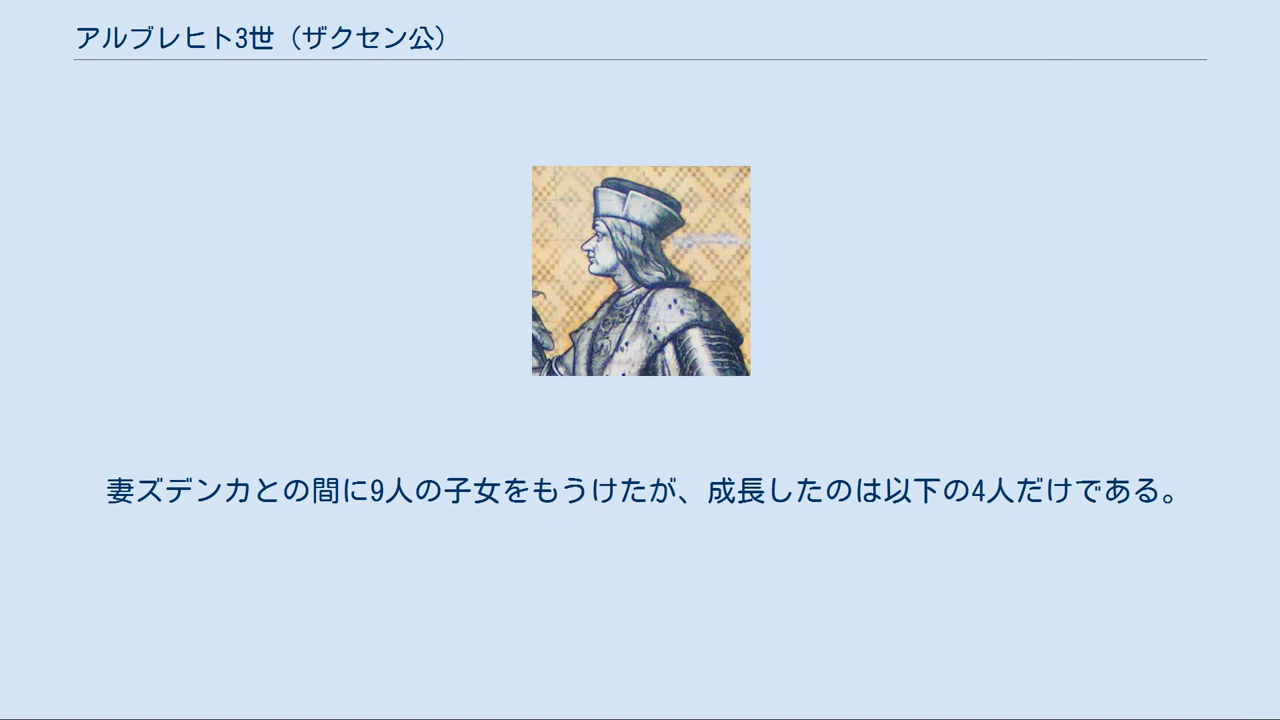 アルブレヒト3世（ザクセン公）
妻ズデンカとの間に9人の子女をもうけたが、成長したのは以下の4人だけである。